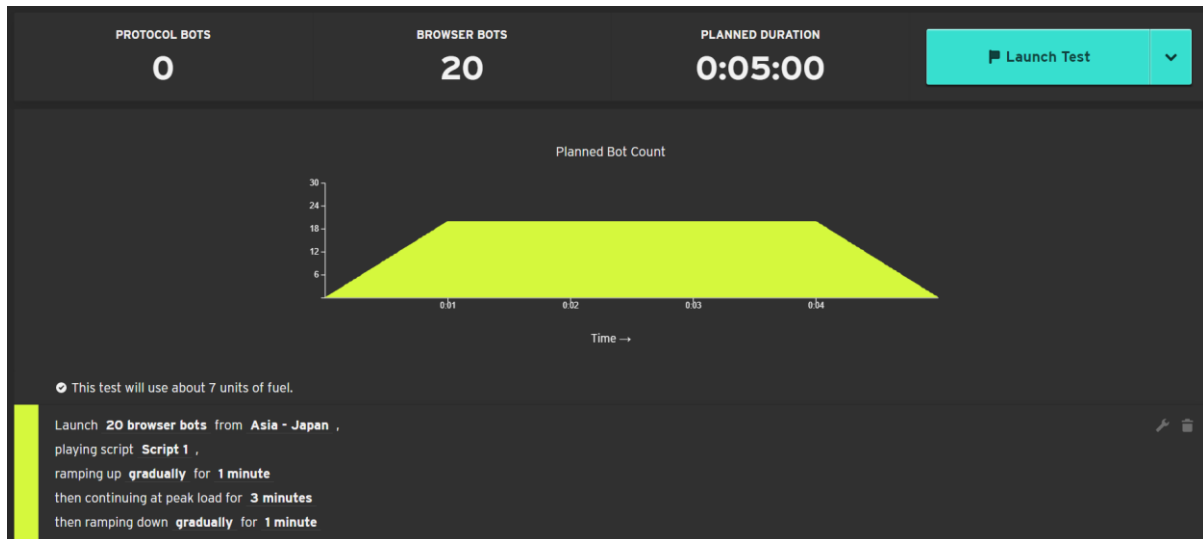 PROTOCOL BOTS
0
BROWSER BOTS
20
PLANNED DURATION
0:05:00
Launch Test
Planned Bot Count
30
24
18
12
6
0:01
0:02
0:03
0:04
Time →
This test will use about 7 units of fuel.
Launch 20 browser bots from Asia - Japan ,
playing script Script 1 ,
ramping up gradually for 1 minute
then continuing at peak load for 3 minutes
then ramping down gradually for 1 minute